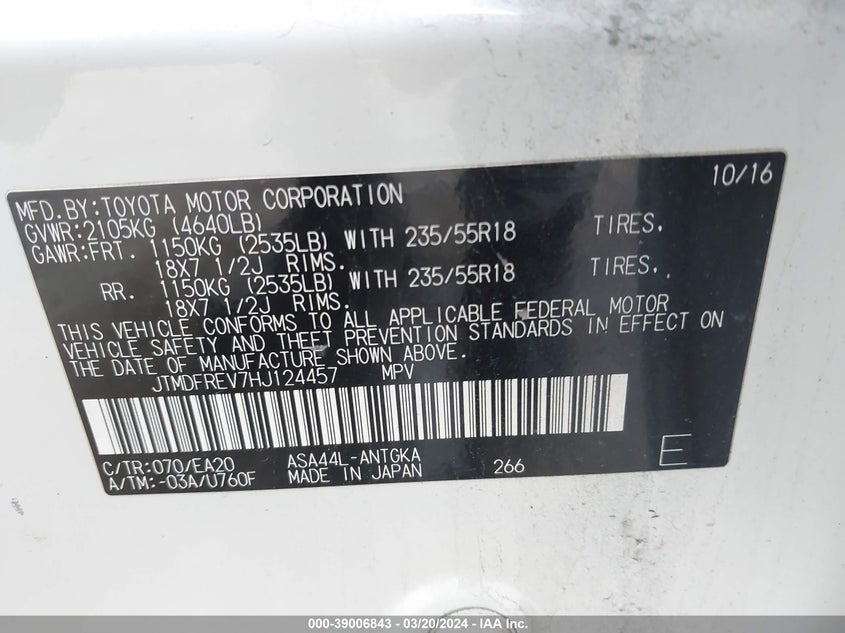 10/16
MFD.BY:TOYOTA MOTOR CORPORATION
GVWR:2105KG (4640LB)
GAWR:FRT. 1150KG (2535LB) WITH 235/55R18 TIRES,
18X7 1/2J RIMS.
RR. 1150KG (2535LB) WITH 235/55R18 TIRES,
18X7 1/2J RIMS.
THIS VEHICLE CONFORMS TO ALL APPLICABLE FEDERAL MOTOR
VEHICLE SAFETY AND THEFT PREVENTION STANDARDS IN EFFECT ON
THE DATE OF MANUFACTURE SHOWN ABOVE.
JTMDFREV7HJ124457 MPV
C/TR:070/EA20 ASA44L-ANTGKA
A/TM:-03A/U760F MADE IN JAPAN 266 E
000-39006843 - 03/20/2024 - IAA Inc.